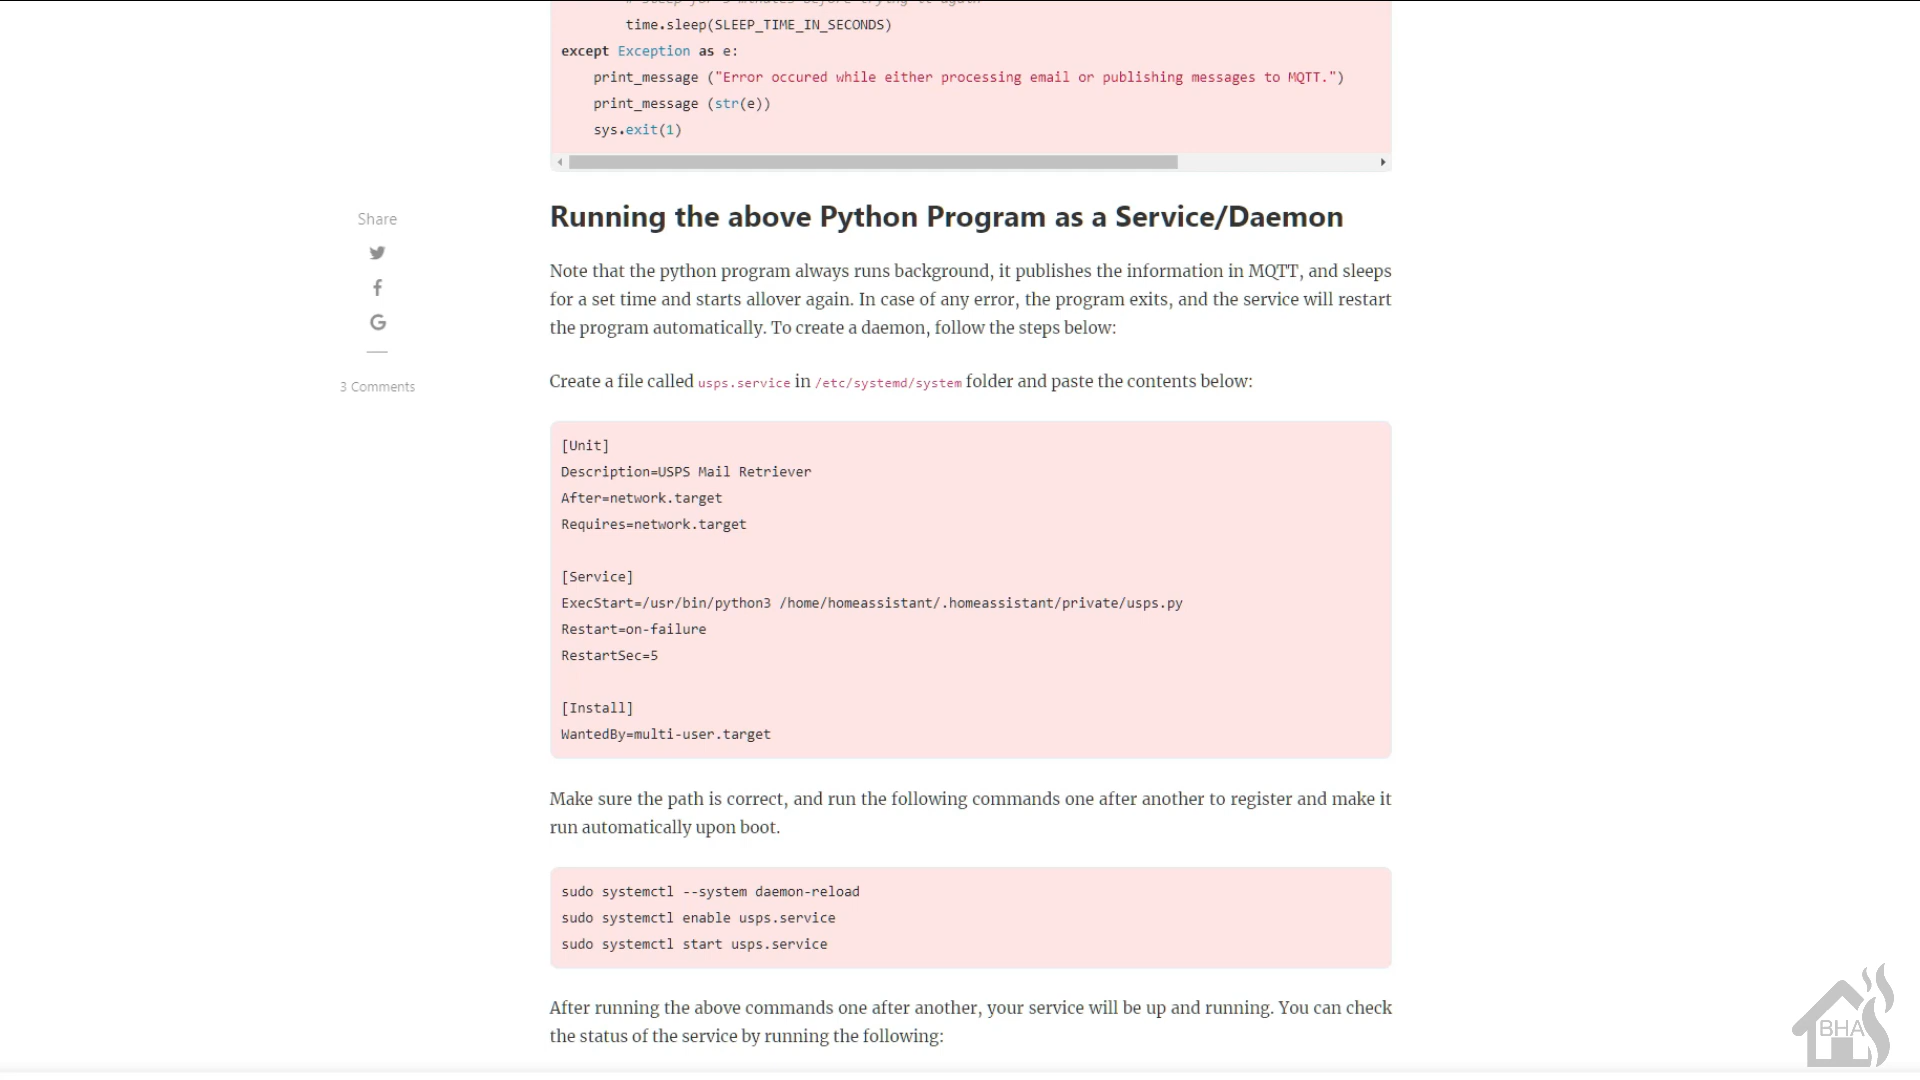 time.sleep(SLEEP_TIME_IN_SECONDS)
except Exception as e:
print_message ("Error occured while either processing email or publishing messages to MQTT.")
print_message (str(e))
sys.exit(1)
Running the above Python Program as a Service/Daemon
Share
Note that the python program always runs background, it publishes the information in MQTT, and sleeps
for a set time and starts allover again. In case of any error, the program exits, and the service will restart
the program automatically. To create a daemon, follow the steps below:
3 Comments
Create a file called usps.service in /etc/systemd/system folder and paste the contents below:
[Unit]
Description=USPS Mail Retriever
After=network.target
Requires=network.target
[Service]
ExecStart=/usr/bin/python3 /home/homeassistant/.homeassistant/private/usps.py
Restart=on-failure
RestartSec=5
[Install]
WantedBy=multi-user.target
Make sure the path is correct, and run the following commands one after another to register and make it
run automatically upon boot.
sudo systemctl --system daemon-reload
sudo systemctl enable usps.service
sudo systemctl start usps.service
After running the above commands one after another, your service will be up and running. You can check
the status of the service by running the following:
BHA